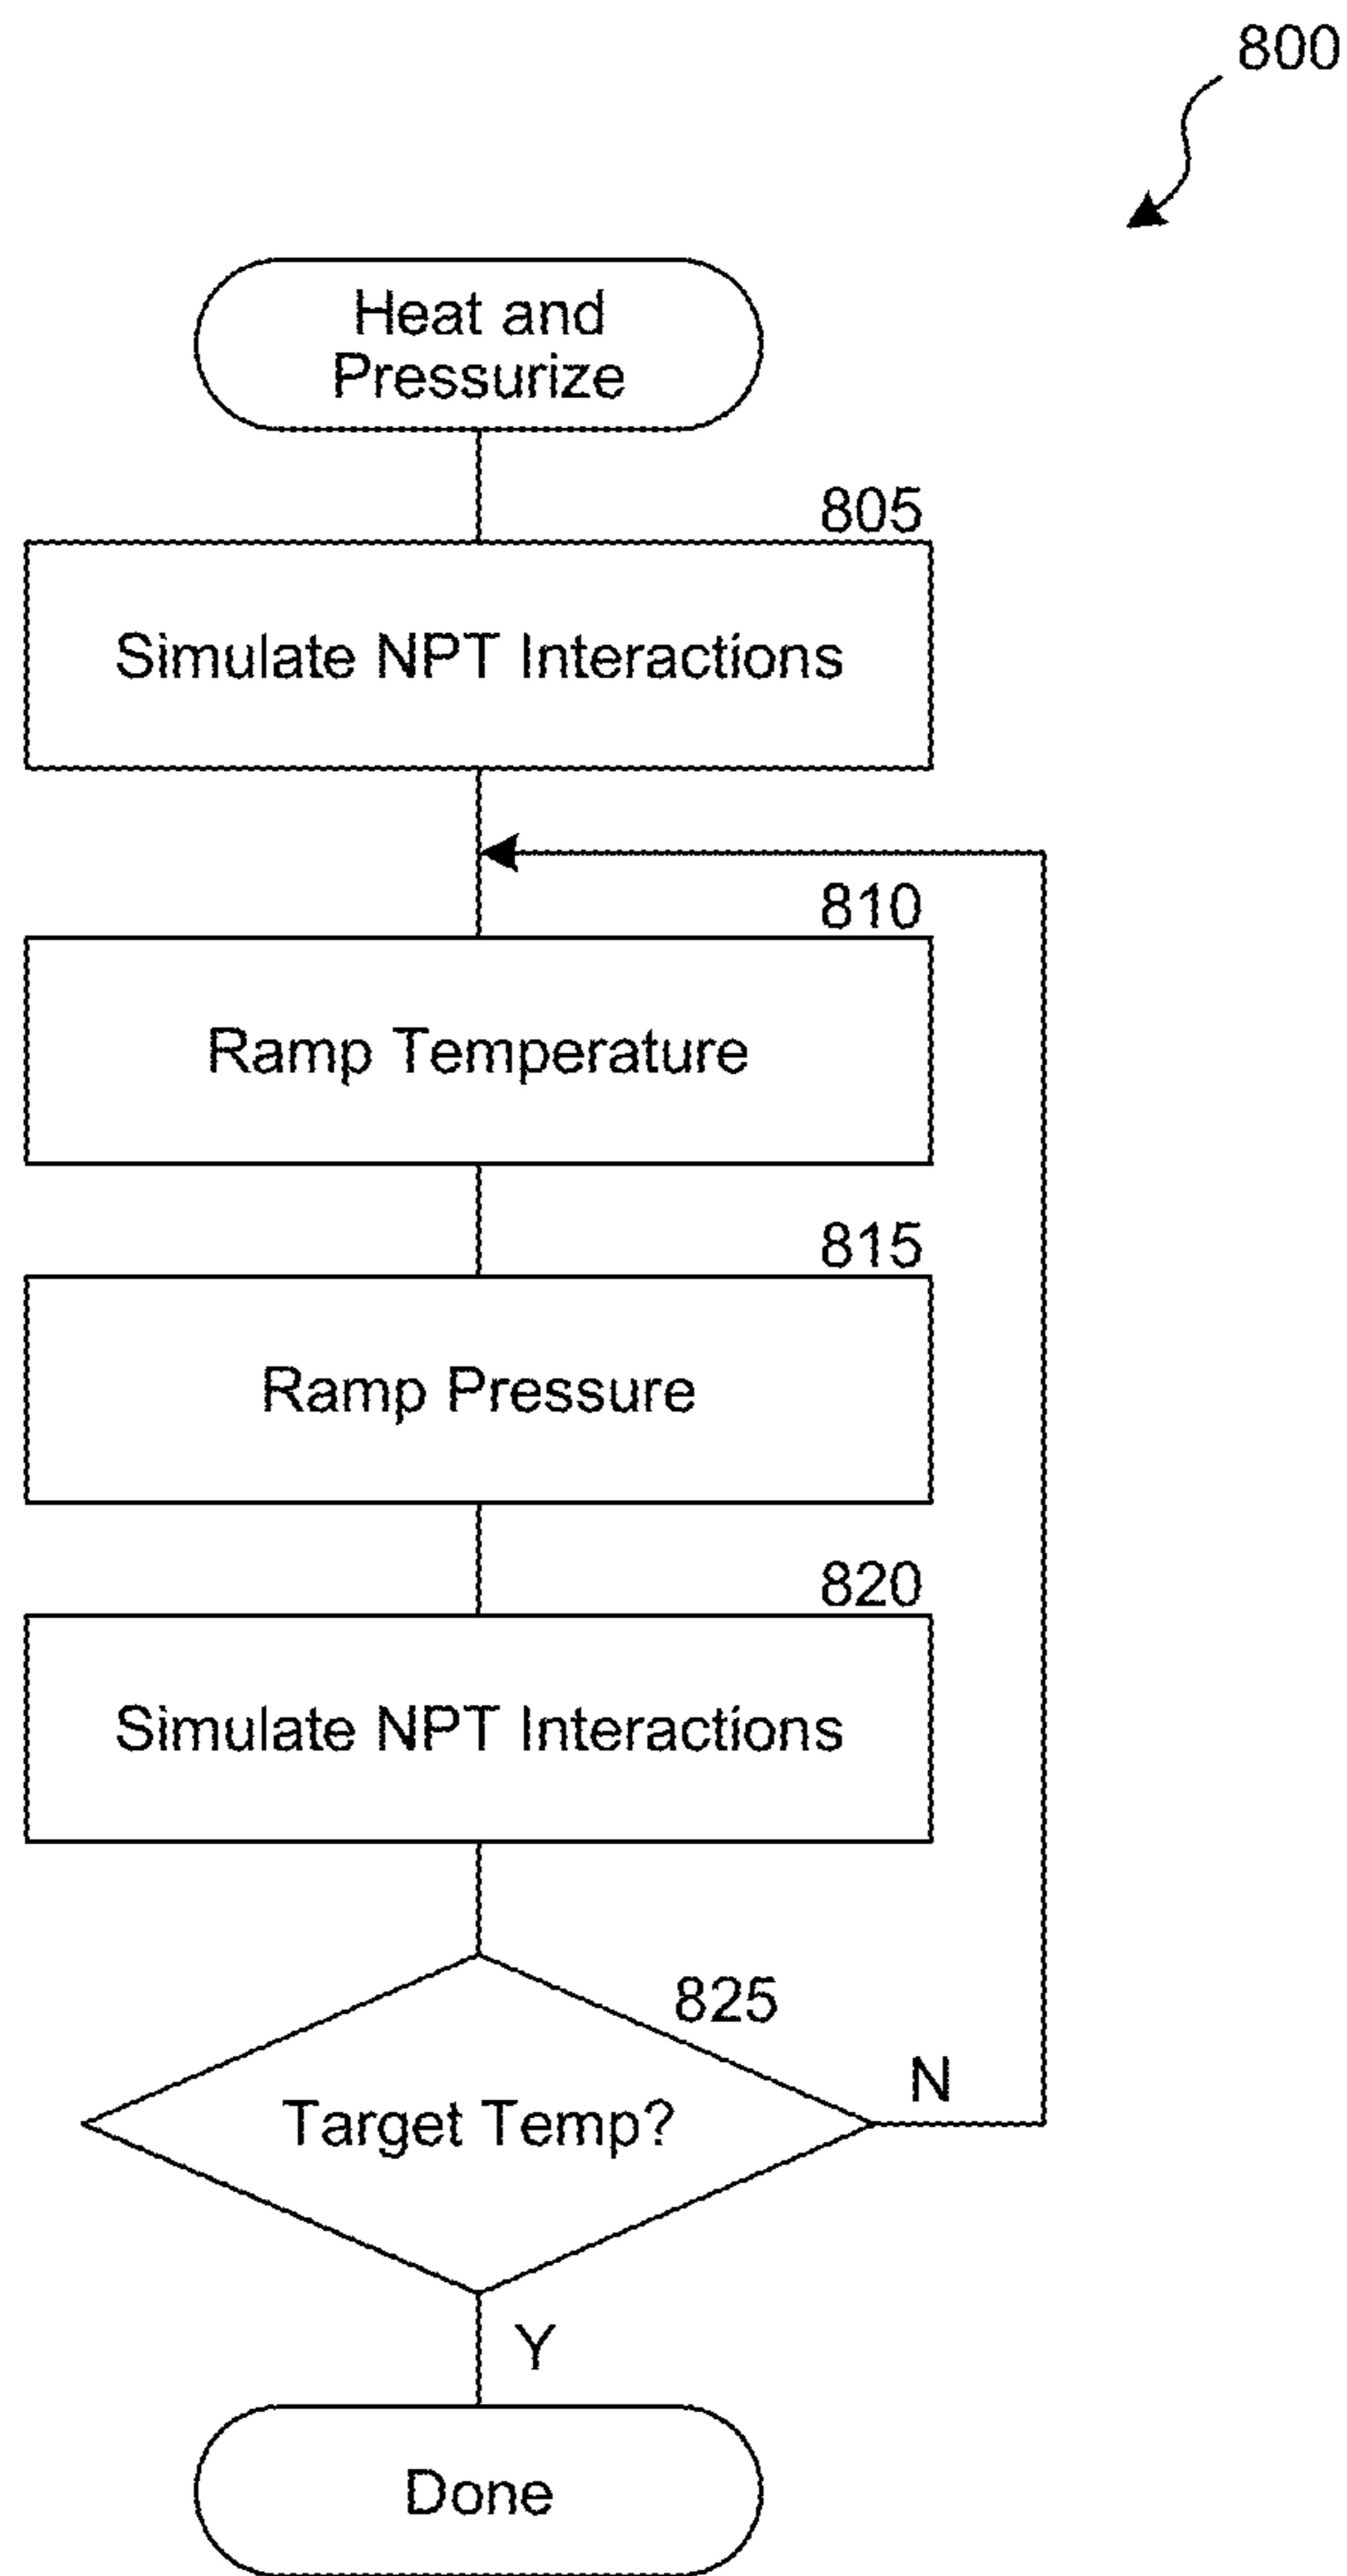 800
Heat and
Pressurize
805
Simulate NPT Interactions
810
Ramp Temperature
815
Ramp Pressure
820
Simulate NPT Interactions
825
Target Temp?
N
Y
Done